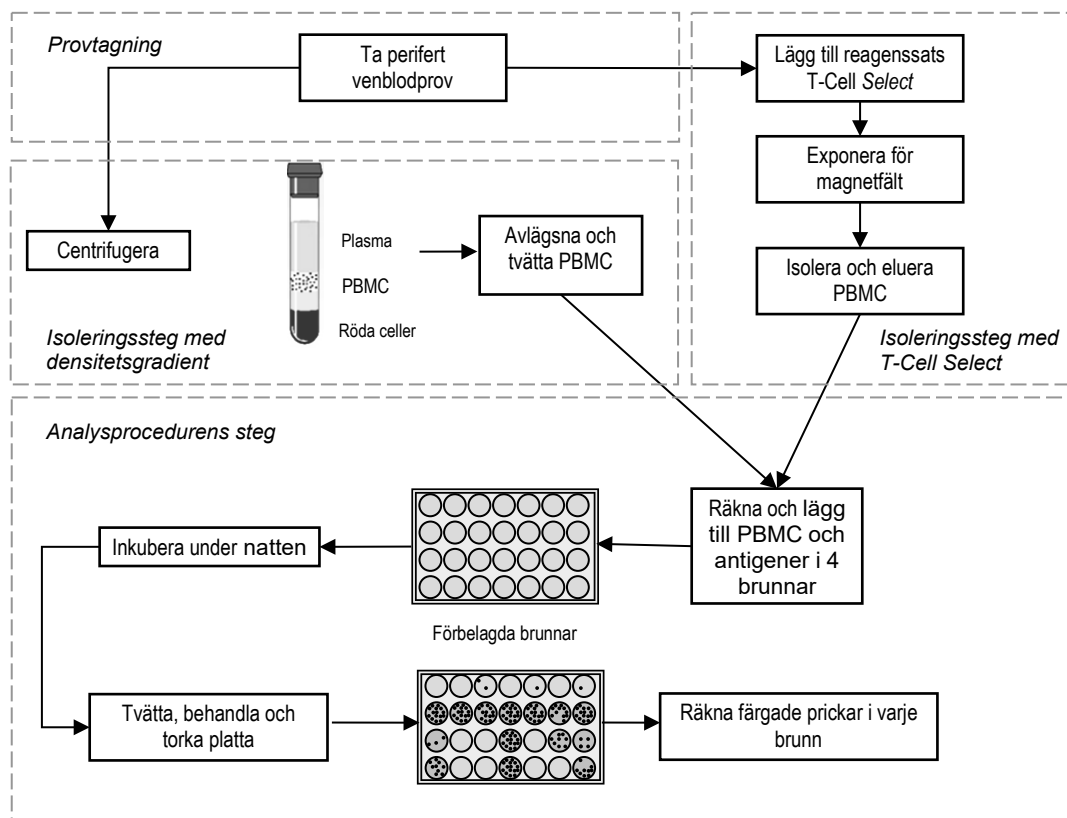 Provtagning
Ta perifert
venblodprov
Lägg till reagenssats
T-Cell Select
Exponera för
magnetfält
Isolera och eluera
PBMC
Isoleringssteg med
T-Cell Select
Centrifugera
Plasma
PBMC
Röda celler
Avlägsna och
tvätta PBMC
Isoleringssteg med
densitetsgradient
Analysprocedurens steg
Räkna och lägg
till PBMC och
antigener i 4
brunnar
Förbelagda brunnar
Inkubera under natten
Tvätta, behandla och
torka platta
Räkna färgade prickar i varje
brunn